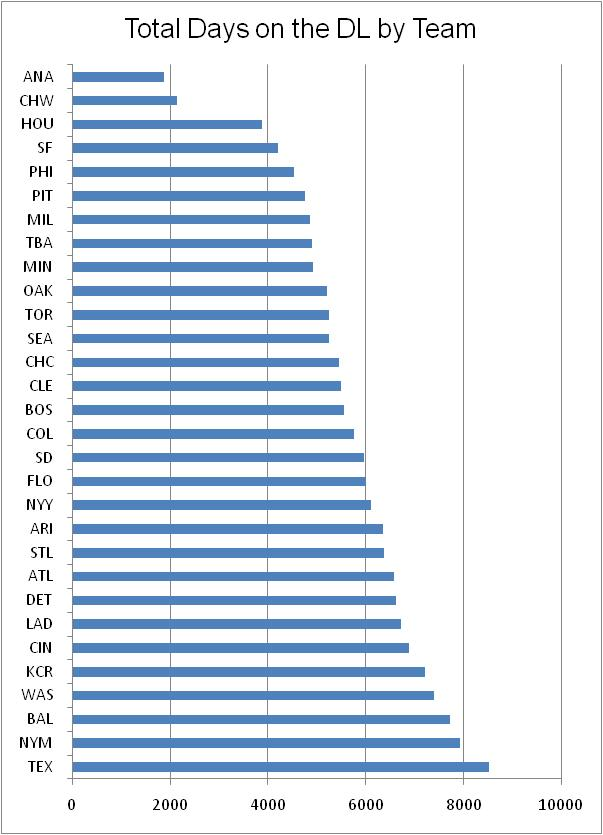 Total Days on the DL by Team
ANA
CHW
HOU
SF
PHI
PIT
MIL
TBA
MIN
OAK
TOR
SEA
CHC
CLE
BOS
COL
SD
FLO
NYY
ARI
STL
ATL
DET
LAD
CIN
KCR
WAS
BAL
NYM
TEX
0 2000 4000 6000 8000 10000